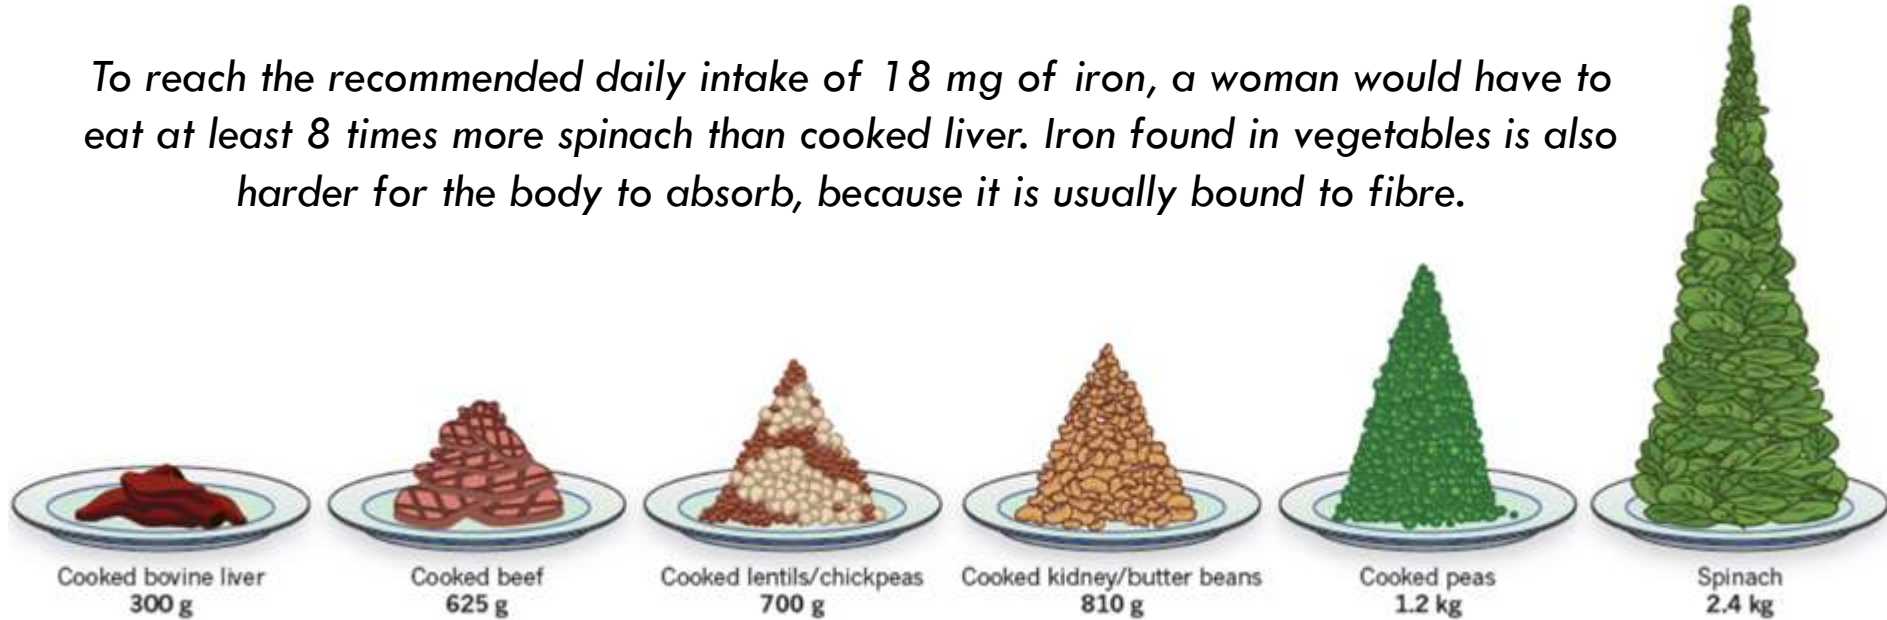 To reach the recommended daily intake of 18 mg of iron, a woman would have to
eat at least 8 times more spinach than cooked liver. Iron found in vegetables is also
harder for the body to absorb, because it is usually bound to fibre.
Cooked bovine liver
300 g
Cooked beef
625 g
Cooked lentils/chickpeas
700 g
Cooked kidney/butter beans
810 g
Cooked peas
1.2 kg
Spinach
2.4 kg